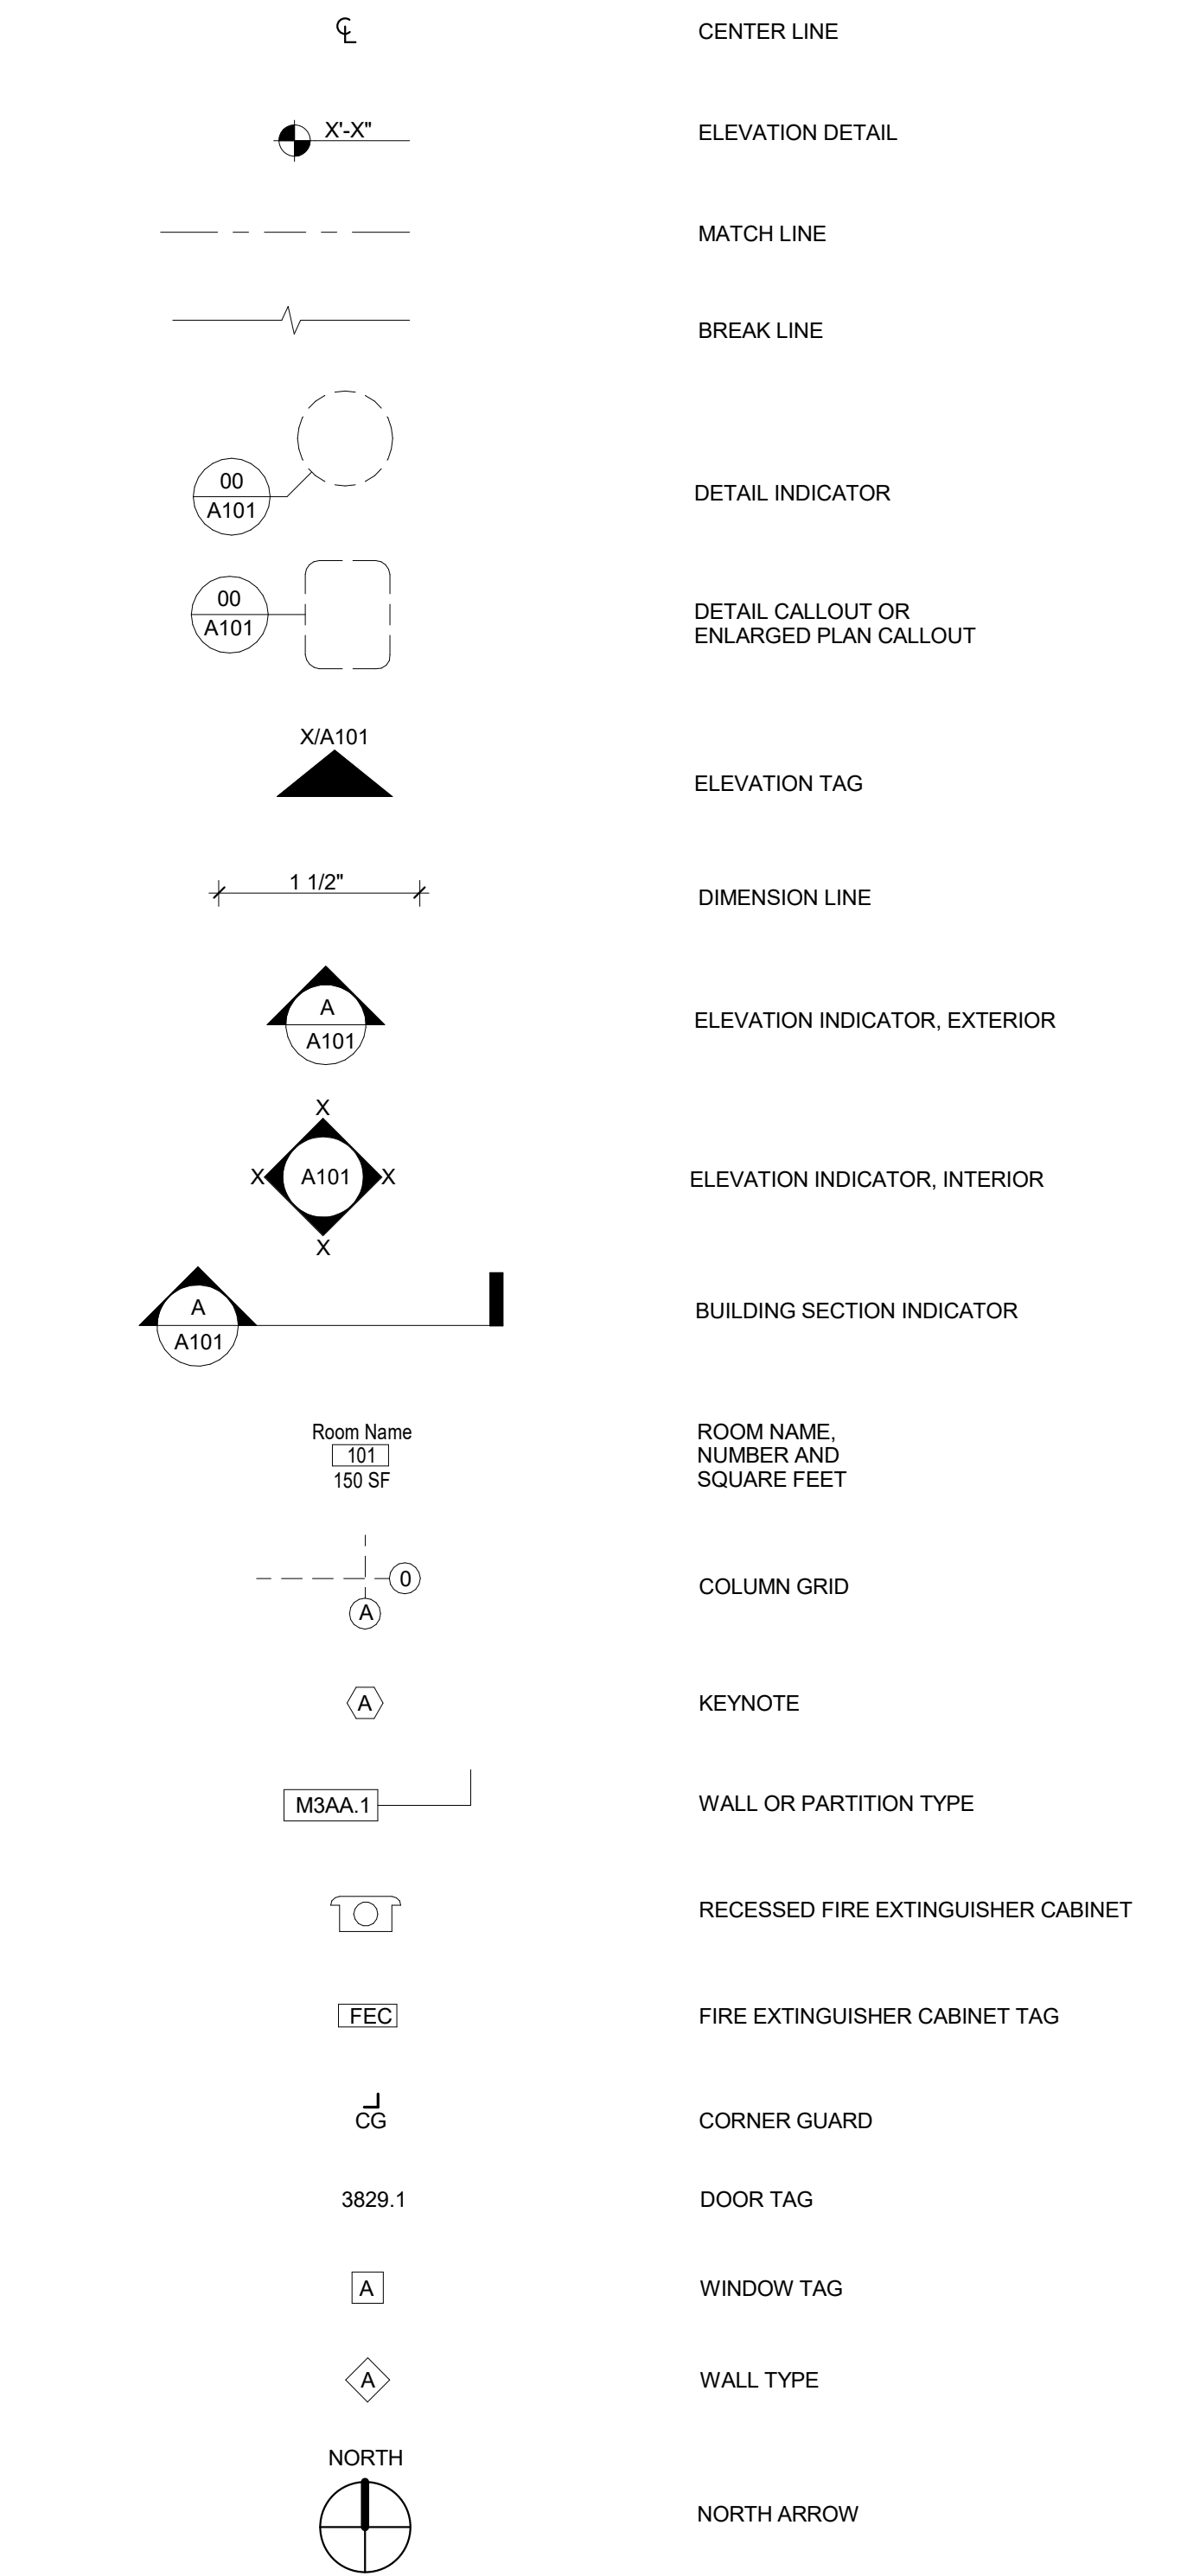 ℄ CENTER LINE
X'-X" ELEVATION DETAIL
MATCH LINE
BREAK LINE
00
A101
DETAIL INDICATOR
00
A101
DETAIL CALLOUT OR
ENLARGED PLAN CALLOUT
X/A101
ELEVATION TAG
1 1/2"
DIMENSION LINE
A
A101
ELEVATION INDICATOR, EXTERIOR
X
X A101 X
X
ELEVATION INDICATOR, INTERIOR
A
A101
BUILDING SECTION INDICATOR
Room Name
101
150 SF
ROOM NAME,
NUMBER AND
SQUARE FEET
0
A
COLUMN GRID
A
KEYNOTE
M3AA.1
WALL OR PARTITION TYPE
RECESSED FIRE EXTINGUISHER CABINET
FEC
FIRE EXTINGUISHER CABINET TAG
CG
CORNER GUARD
3829.1
DOOR TAG
A
WINDOW TAG
A
WALL TYPE
NORTH
NORTH ARROW